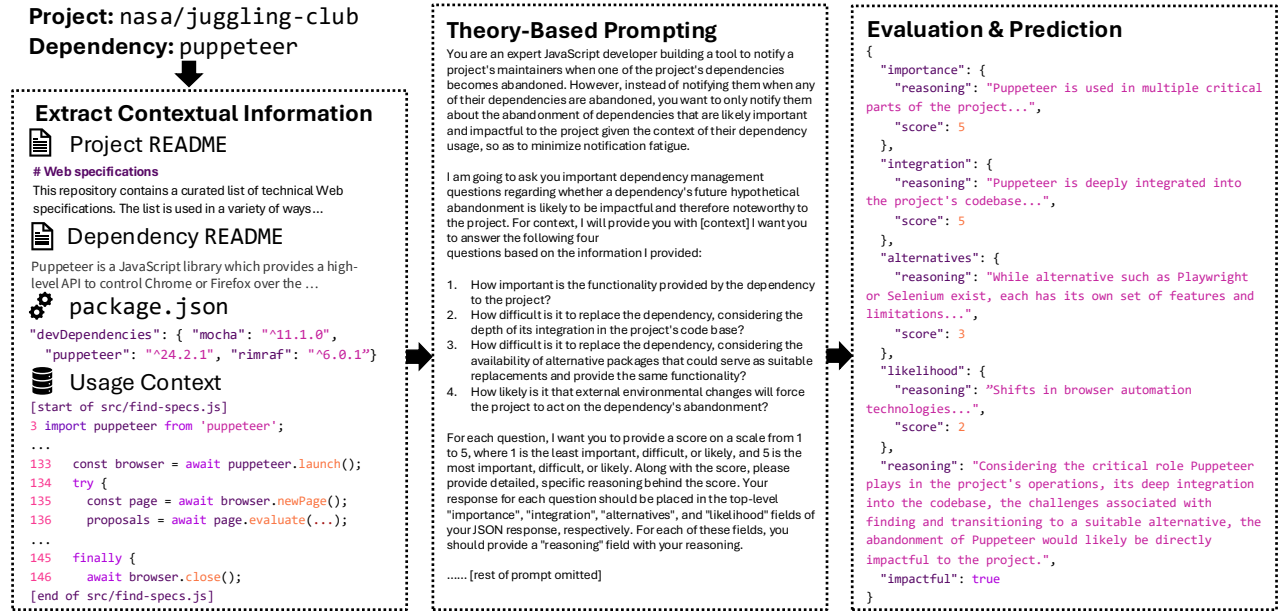 Project: nasa/juggling-club
Dependency: puppeteer
Extract Contextual Information
Project README
# Web specifications
This repository contains a curated list of technical Web
specifications. The list is used in a variety of ways...
Dependency README
Puppeteer is a JavaScript library which provides a high-
level API to control Chrome or Firefox over the ...
package.json
"devDependencies": { "mocha": "^11.1.0",
"puppeteer": "^24.2.1", "rimraf": "^6.0.1”}
Usage Context
[start of src/find-specs.js]
3 import puppeteer from 'puppeteer';
...
133 const browser = await puppeteer.launch();
134 try {
135 const page = await browser.newPage();
136 proposals = await page.evaluate(...);
...
145 finally {
146 await browser.close();
[end of src/find-specs.js]
Theory-Based Prompting
You are an expert JavaScript developer building a tool to notify a
project's maintainers when one of the project's dependencies
becomes abandoned. However, instead of notifying them when any
of their dependencies are abandoned, you want to only notify them
about the abandonment of dependencies that are likely important
and impactful to the project given the context of their dependency
usage, so as to minimize notification fatigue.
I am going to ask you important dependency management
questions regarding whether a dependency's future hypothetical
abandonment is likely to be impactful and therefore noteworthy to
the project. For context, I will provide you with [context] I want you
to answer the following four
questions based on the information I provided:
1. How important is the functionality provided by the dependency
to the project?
2. How difficult is it to replace the dependency, considering the
depth of its integration in the project's code base?
3. How difficult is it to replace the dependency, considering the
availability of alternative packages that could serve as suitable
replacements and provide the same functionality?
4. How likely is it that external environmental changes will force
the project to act on the dependency's abandonment?
For each question, I want you to provide a score on a scale from 1
to 5, where 1 is the least important, difficult, or likely, and 5 is the
most important, difficult, or likely. Along with the score, please
provide detailed, specific reasoning behind the score. Your
response for each question should be placed in the top-level
"importance", "integration", "alternatives", and "likelihood" fields of
your JSON response, respectively. For each of these fields, you
should provide a "reasoning" field with your reasoning.
...... [rest of prompt omitted]
Evaluation & Prediction
{
"importance": {
"reasoning": "Puppeteer is used in multiple critical
parts of the project...",
"score": 5
},
"integration": {
"reasoning": "Puppeteer is deeply integrated into
the project's codebase...",
"score": 5
},
"alternatives": {
"reasoning": "While alternative such as Playwright
or Selenium exist, each has its own set of features and
limitations...",
"score": 3
},
"likelihood": {
"reasoning": ”Shifts in browser automation
technologies...",
"score": 2
},
"reasoning": "Considering the critical role Puppeteer
plays in the project's operations, its deep integration
into the codebase, the challenges associated with
finding and transitioning to a suitable alternative, the
abandonment of Puppeteer would likely be directly
impactful to the project.",
"impactful": true
}